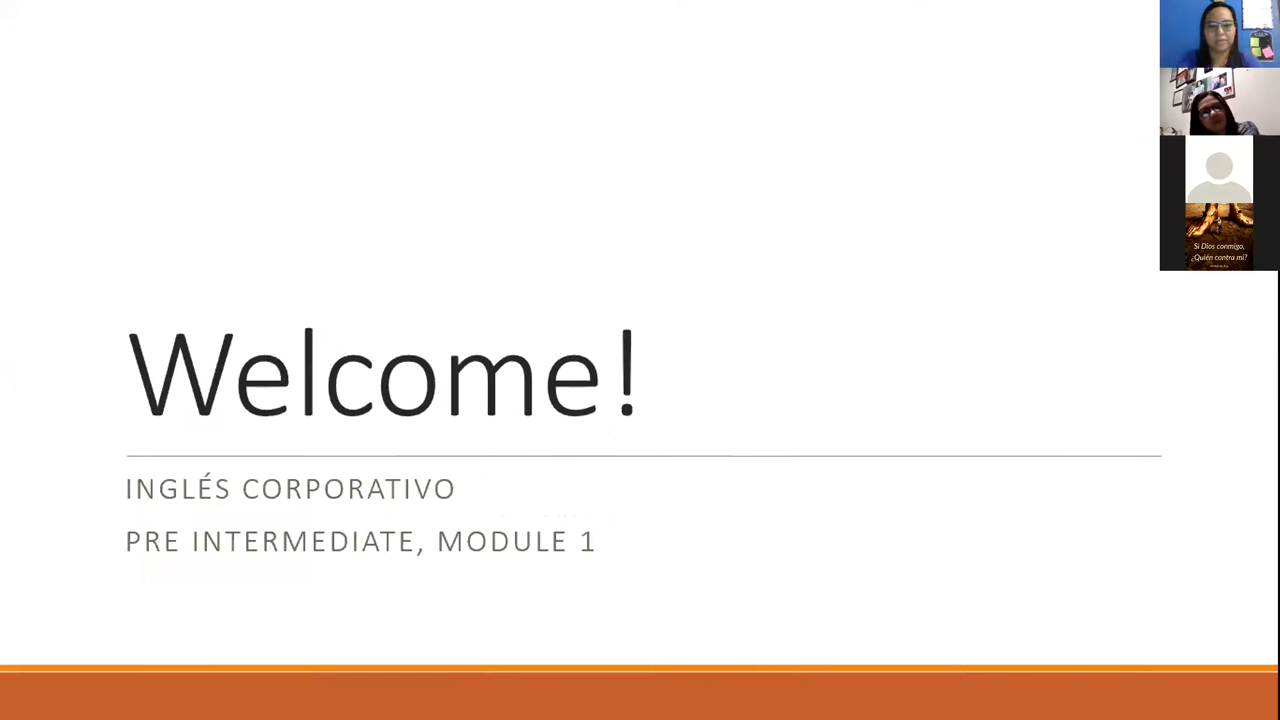 Welcome!
INGLÉS CORPORATIVO
PRE INTERMEDIATE, MODULE 1
Si Dios conmigo,
¿Quién contra mí?